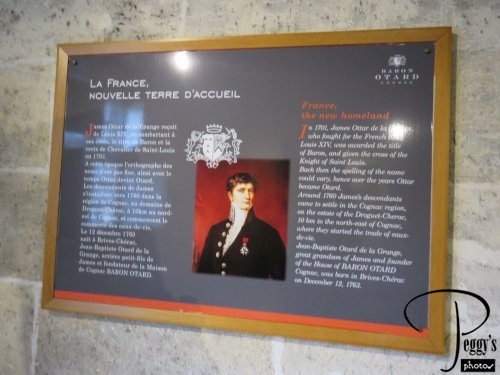 LA FRANCE,
NOUVELLE TERRE D'ACCUEIL
BARON
OTARD
COGNAC
James Ottar de la Grange reçoit
de Louis XIV, en combattant à
ses côtés, le titre de Baron et la
croix de Chevalier de Saint-Louis
en 1701.
A cette époque l'orthographe des
noms n'est pas fixe, ainsi avec le
temps Ottar devint Otard.
Les descendants de James
s'installent vers 1760 dans la
région de Cognac, au domaine de
Droguet-Chérac, à 10km au nord-
est de Cognac, et commencent le
commerce des eaux-de-vie.
Le 12 décembre 1763
naît à Brives-Chérac,
Jean-Baptiste Otard de la
Grange, arrière petit-fils de
James et fondateur de la Maison
de Cognac BARON OTARD.
France,
the new homeland
In 1701, James Ottar de la Grange,
who fought for the French
Louis XIV, was awarded the title
of Baron, and given the cross of the
Knight of Saint Louis.
Back then the spelling of the name
could vary, hence over the years Ottar
became Otard.
Around 1760 James's descendants
came to settle in the Cognac region,
on the estate of the Droguet-Cherac,
10 km to the north-east of Cognac,
where they started the trade of eaux-
de-vie.
Jean-Baptiste Otard de la Grange,
great grandson of James and founder
of the House of BARON OTARD
Cognac, was born in Brives-Chérac
on December 12, 1763.
Peggy's
photos